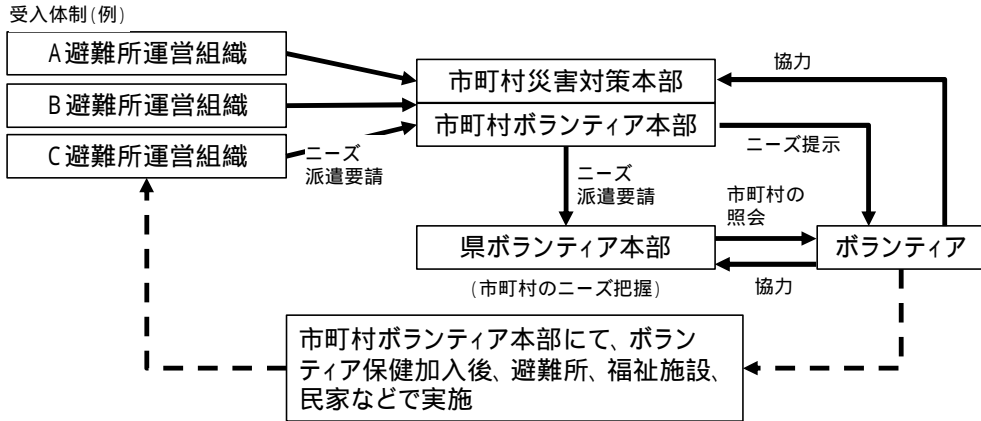 受入体制(例)
A避難所運営組織
B避難所運営組織
C避難所運営組織
ニーズ
派遣要請
市町村災害対策本部
市町村ボランティア本部
協力
ニーズ提示
ニーズ
派遣要請
市町村の
照会
県ボランティア本部
ボランティア
(市町村のニーズ把握)
協力
市町村ボランティア本部にて、ボラン
ティア保健加入後、避難所、福祉施設、
民家などで実施